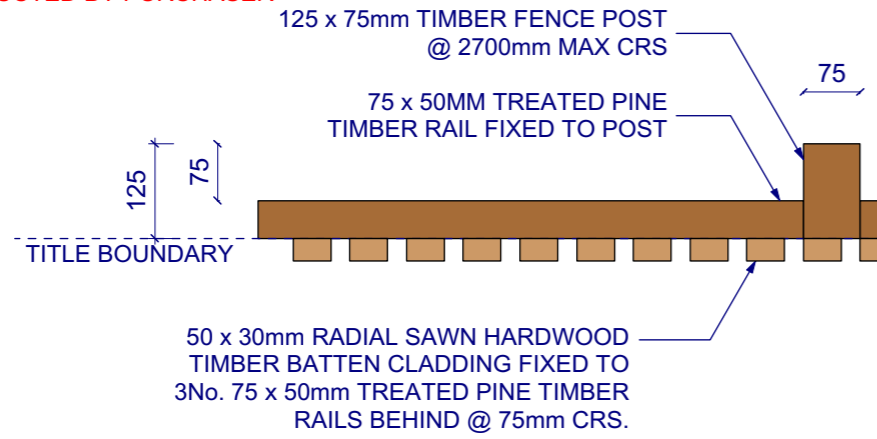 125 x 75mm TIMBER FENCE POST
@ 2700mm MAX CRS
75
75 x 50MM TREATED PINE
TIMBER RAIL FIXED TO POST
125
75
TITLE BOUNDARY
50 x 30mm RADIAL SAWN HARDWOOD
TIMBER BATTEN CLADDING FIXED TO
3No. 75 x 50mm TREATED PINE TIMBER
RAILS BEHIND @ 75mm CRS.